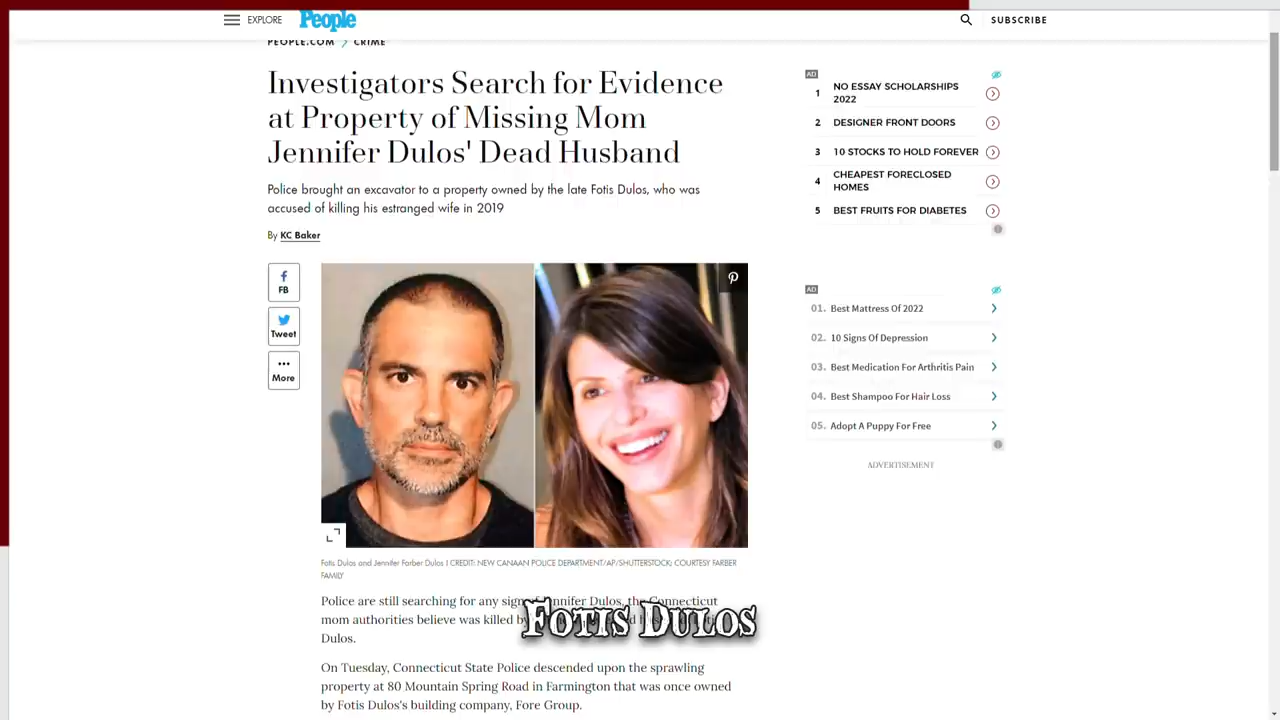 EXPLORE
People
SUBSCRIBE
PEOPLE.COM
CRIME
Investigators Search for Evidence
at Property of Missing Mom
Jennifer Dulos' Dead Husband
Police brought an excavator to a property owned by the late Fotis Dulos, who was
accused of killing his estranged wife in 2019
By KC Baker
FB
Tweet
More
Fotis Dulos and Jennifer Farber Dulos | CREDIT: NEW CANAAN POLICE DEPARTMENT/AP/SHUTTERSTOCK; COURTESY FARBER
FAMILY
Police are still searching for any sign Jennifer Dulos, the Connecticut
mom authorities believe was killed by
Dulos.
Fotis Dulos
On Tuesday, Connecticut State Police descended upon the sprawling
property at 80 Mountain Spring Road in Farmington that was once owned
by Fotis Dulos's building company, Fore Group.
AD
1 NO ESSAY SCHOLARSHIPS
2022
2 DESIGNER FRONT DOORS
3 10 STOCKS TO HOLD FOREVER
4 CHEAPEST FORECLOSED
HOMES
5 BEST FRUITS FOR DIABETES
AD
01. Best Mattress Of 2022
02. 10 Signs Of Depression
03. Best Medication For Arthritis Pain
04. Best Shampoo For Hair Loss
05. Adopt A Puppy For Free
ADVERTISEMENT